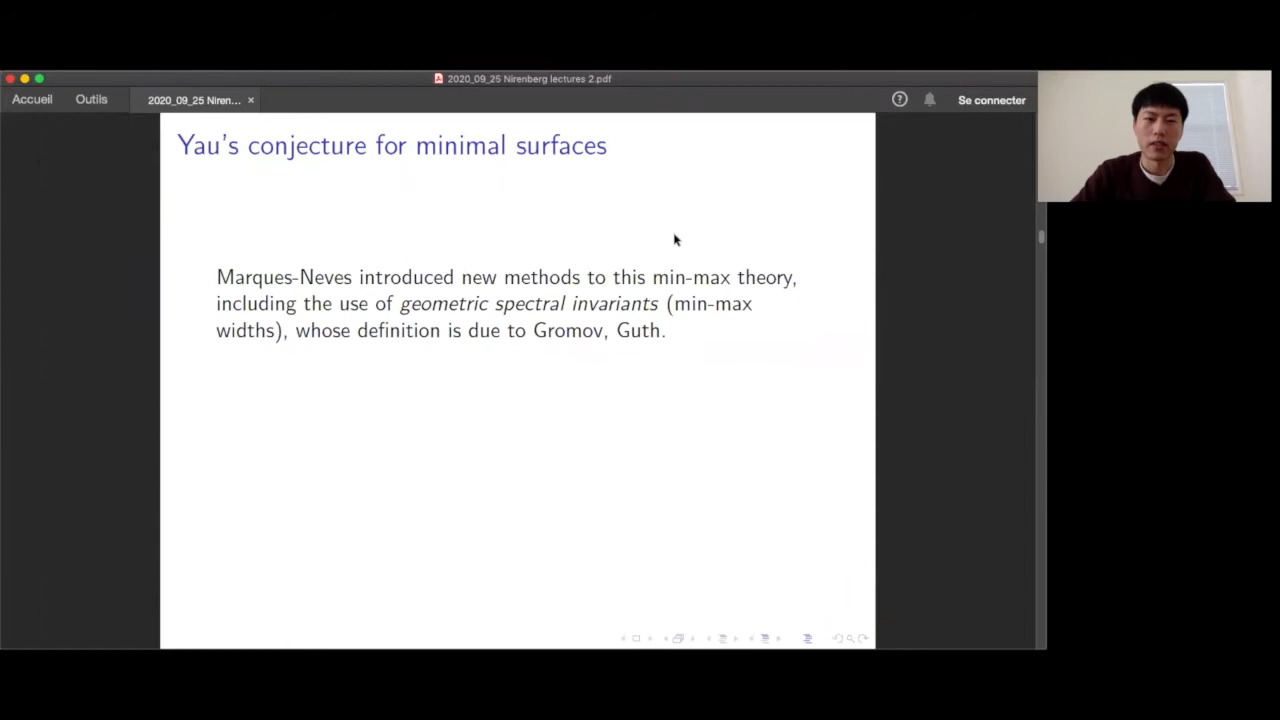 2020_09_25 Nirenberg lectures 2.pdf
Accueil Outils 2020_09_25 Niren... × ? Se connecter
Yau's conjecture for minimal surfaces
Marques-Neves introduced new methods to this min-max theory,
including the use of geometric spectral invariants (min-max
widths), whose definition is due to Gromov, Guth.